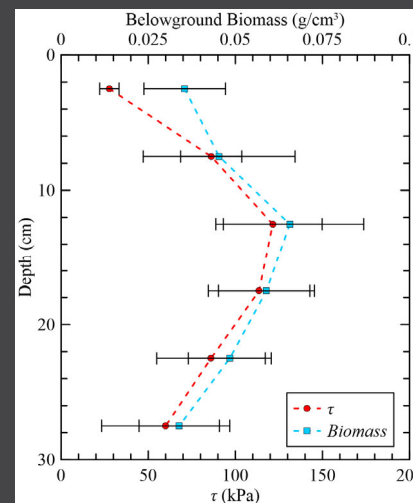 Belowground Biomass (g/cm³)
0 0.025 0.05 0.075 0.
0
10
20
30
Depth (cm)
τ
Biomass
0 50 100 150 20
τ (kPa)